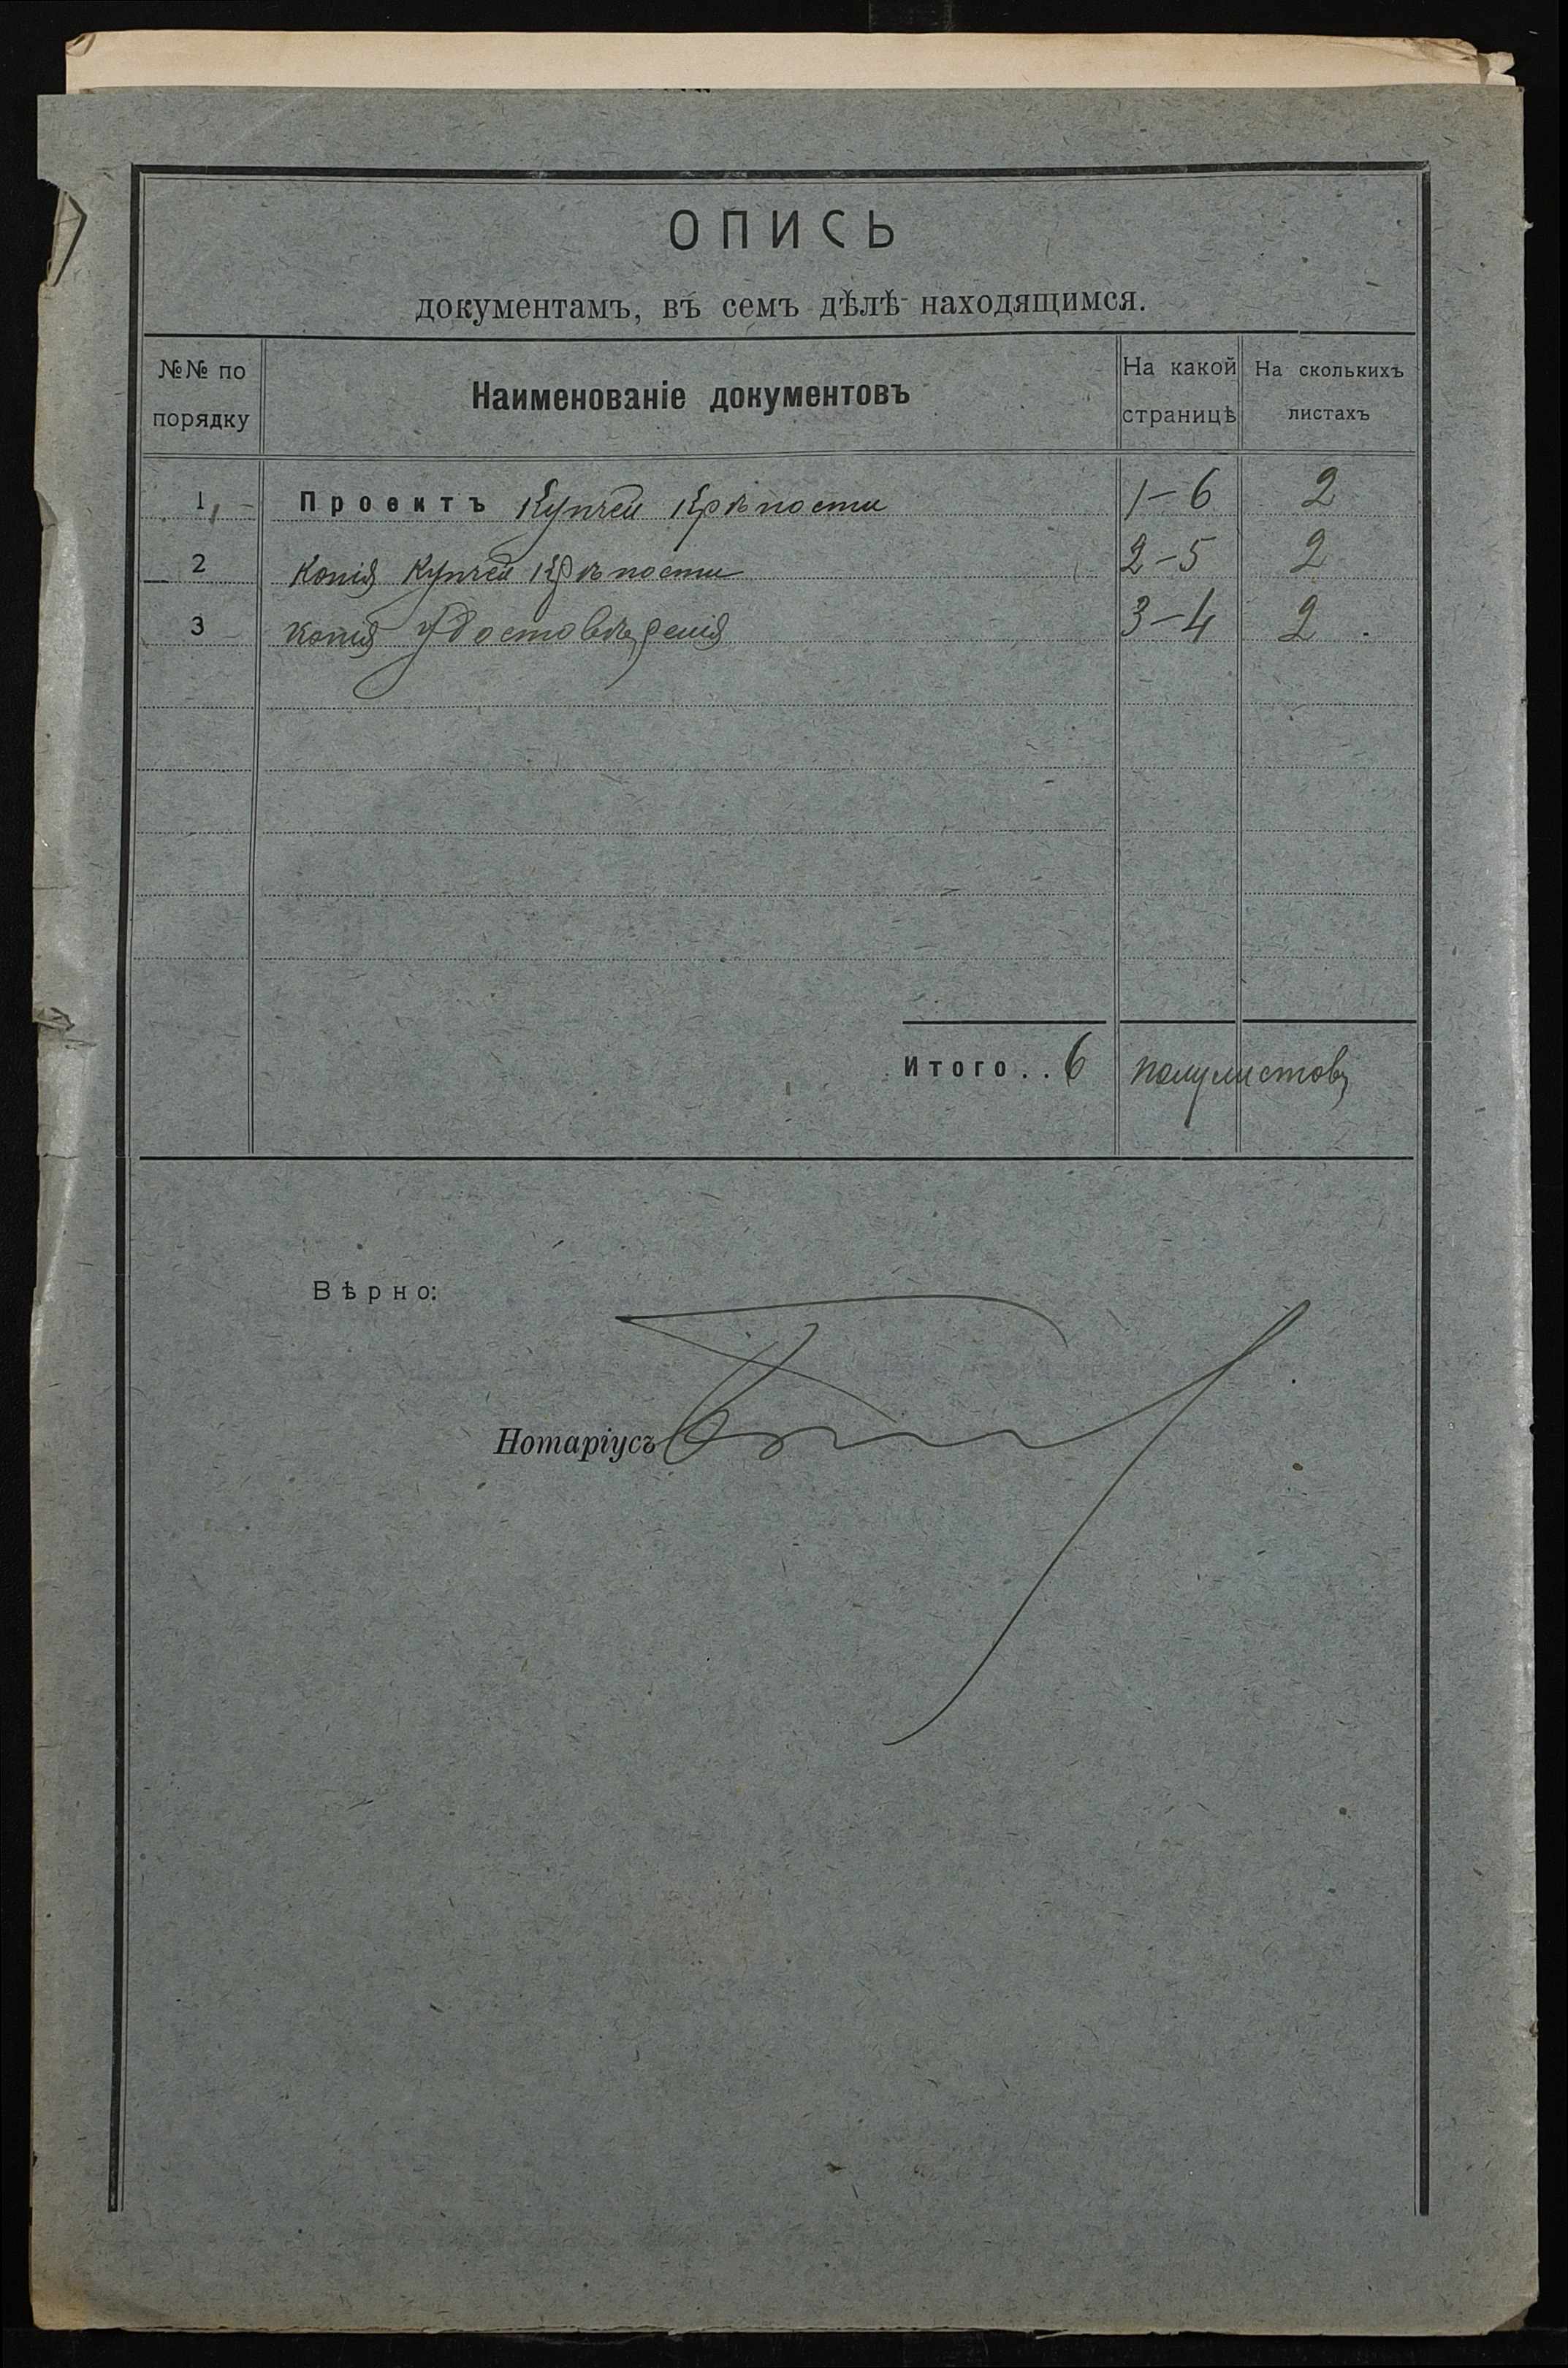 ОПИСЬ
документамъ, въ семъ дѣлѣ находящимся.
№№ по порядку
Наименованіе документовъ
На какой страницѣ
На сколькихъ листахъ
1 Проектъ Купчей Крѣпости 1-6 2
2 Копія Купчей Крѣпости 2-5 2
3 Копія Удостовѣренія 3-4 2
Итого.. 6 полулистовъ
Вѣрно:
Нотаріусъ